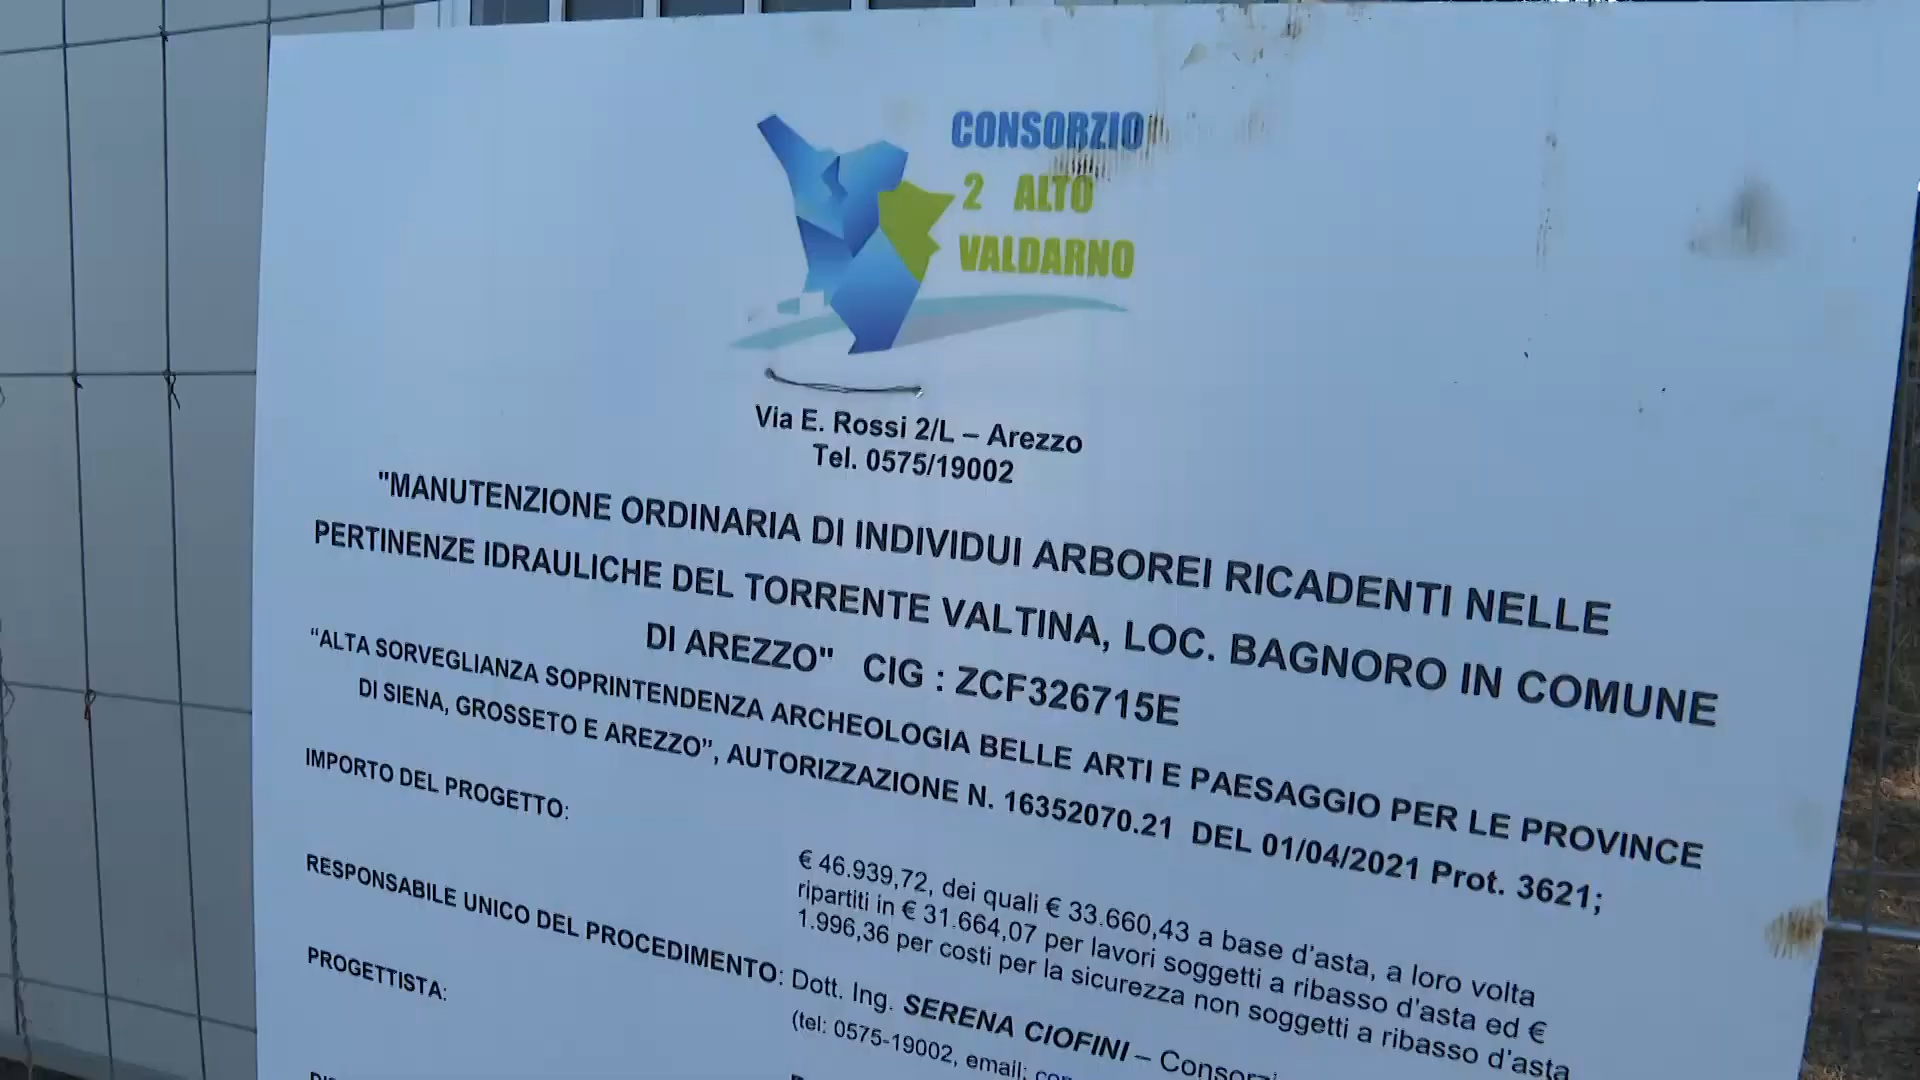 CONSORZIO
2 ALTO
VALDARNO
Via E. Rossi 2/L – Arezzo
Tel. 0575/19002
"MANUTENZIONE ORDINARIA DI INDIVIDUI ARBOREI RICADENTI NELLE
PERTINENZE IDRAULICHE DEL TORRENTE VALTINA, LOC. BAGNORO IN COMUNE
DI AREZZO" CIG : ZCF326715E
“ALTA SORVEGLIANZA SOPRINTENDENZA ARCHEOLOGIA BELLE ARTI E PAESAGGIO PER LE PROVINCE
DI SIENA, GROSSETO E AREZZO”, AUTORIZZAZIONE N. 16352070.21 DEL 01/04/2021 Prot. 3621;
IMPORTO DEL PROGETTO:
€ 46.939,72, dei quali € 33.660,43 a base d’asta, a loro volta
ripartiti in € 31.664,07 per lavori soggetti a ribasso d’asta ed €
1.996,36 per costi per la sicurezza non soggetti a ribasso d’asta
RESPONSABILE UNICO DEL PROCEDIMENTO: Dott. Ing. SERENA CIOFINI –
(tel: 0575-19002, email:
PROGETTISTA: